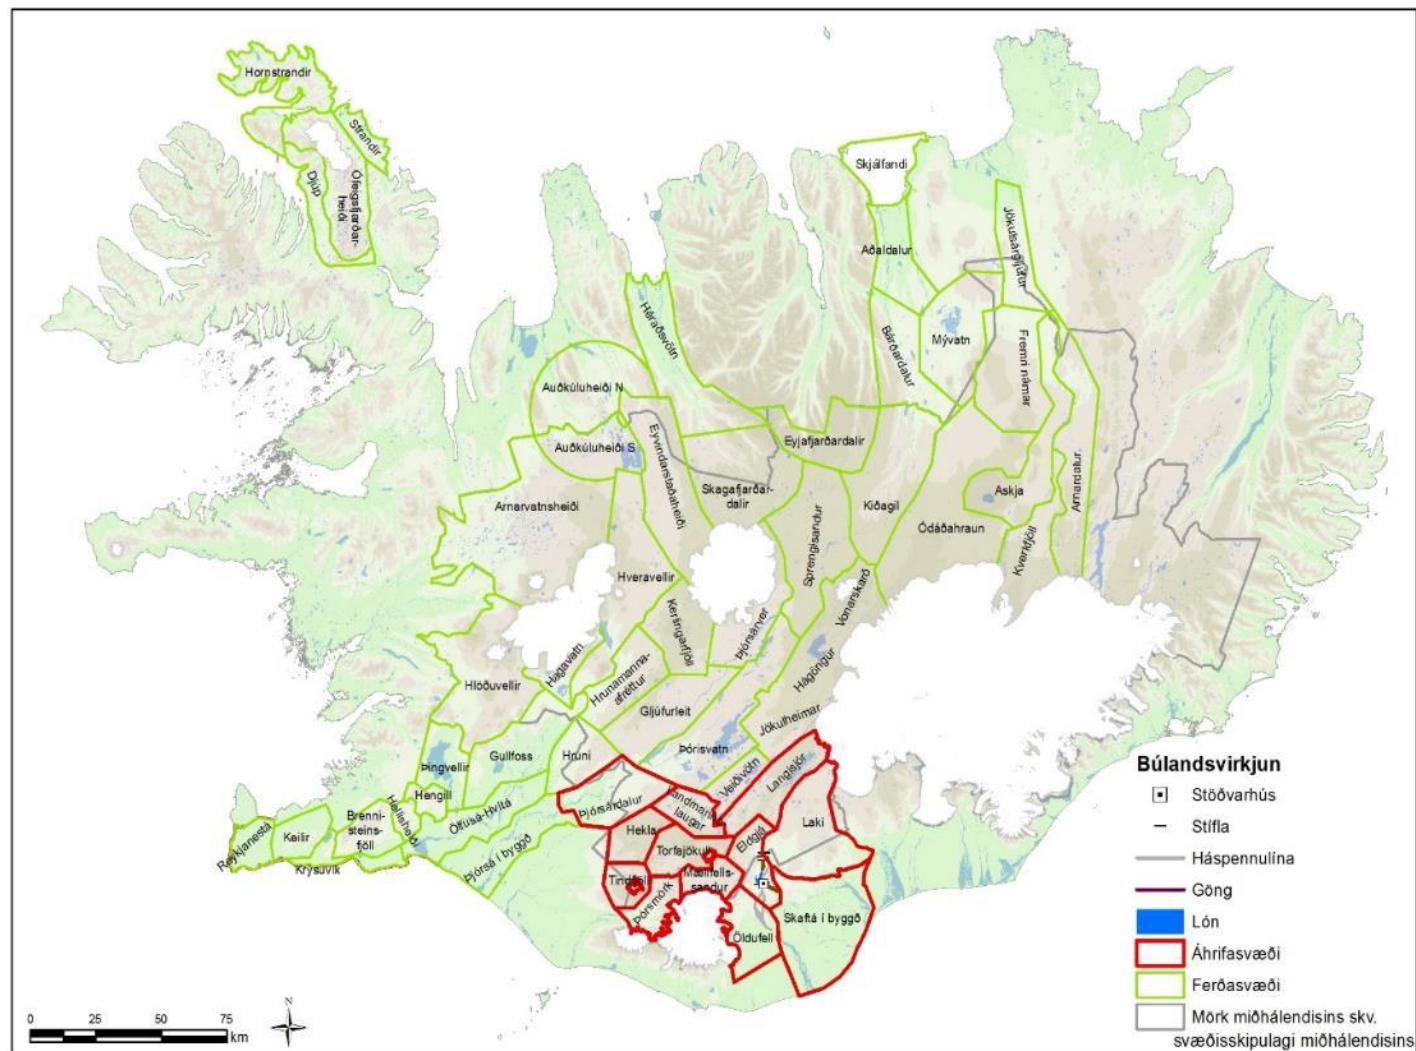 Hornstrandir
Strandir
Djúp
Ófeigsfjarðar-
heiði
Skjálfandi
Jökulsárgljúfur
Aðaldalur
Héraðsvötn
Bárðardalur
Mývatn
Fremri námar
Auðkúluheiði N
Auðkúluheiði S
Eyvindarstaðaheiði
Eyjafjarðardalir
Arnarvatnsheiði
Skagafjarðar-
dalir
Kiðagil
Askja
Arnardalur
Ódáðahraun
Sprengisandur
Kverkfjöll
Hveravellir
Vonarskarð
Kerlingarfjöll
Þjórsárver
Hagavatn
Hrunamanna-
afréttur
Hágöngur
Hlöðuvellir
Gljúfurleit
Jökulheimar
Þórisvatn
Gullfoss
Hruni
Þingvellir
Veiðivötn
Langisjór
Hengill
Þjórsárdalur
Landmanna
laugar
Laki
Ölfusá-Hvítá
Hellisheiði
Hekla
Eldgjá
Brenni-
steins-
fjöll
Keilir
Reykjanestá
Krýsuvík
Þjórsá í byggð
Torfajökull
Tindfjöll
Mælifells-
sandur
Þórsmörk
Skaftá í byggð
Öldufell
Búlandsvirkjun
Stöðvarhús
Stífla
Háspennulína
Göng
Lón
Áhrifasvæði
Ferðasvæði
Mörk miðhálendisins skv.
svæðisskipulagi miðhálendisins
N
0 25 50 75
km